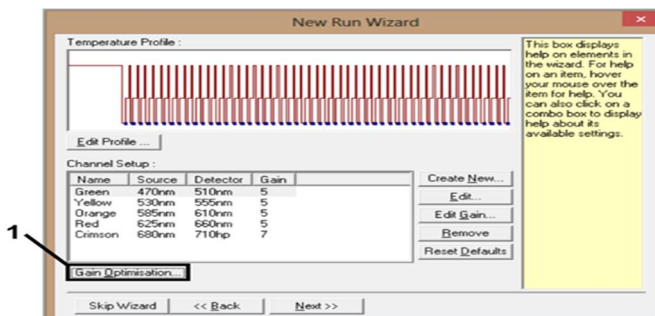 New Run Wizard
Temperature Profile :
Edit Profile ...
Channel Setup :
Name Source Detector Gain
Green 470nm 510nm 5
Yellow 530nm 555nm 5
Orange 585nm 610nm 5
Red 625nm 660nm 5
Crimson 680nm 710hp 7
Create New...
Edit...
Edit Gain...
Remove
Reset Defaults
1
Gain Optimisation...
Skip Wizard
<< Back
Next >>
This box displays
help on elements in
the wizard. For help
on an item, hover
your mouse over the
item for help. You
can also click on a
combo box to display
help about its
available settings.